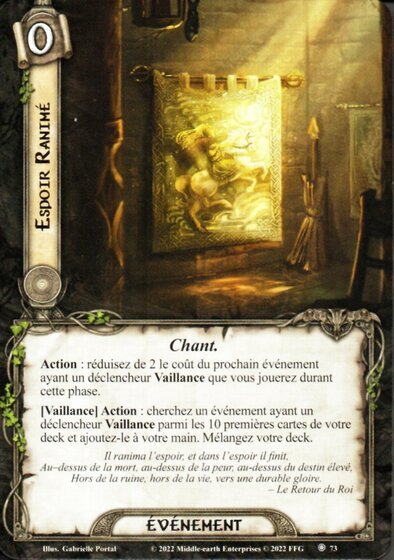 0
Espoir Ranimé
Chant.
Action : réduisez de 2 le coût du prochain événement
ayant un déclencheur Vaillance que vous jouerez durant
cette phase.
[Vaillance] Action : cherchez un événement ayant un
déclencheur Vaillance parmi les 10 premières cartes de votre
deck et ajoutez-le à votre main. Mélangez votre deck.
Il ranima l'espoir, et dans l'espoir il finit,
Au–dessus de la mort, au-dessus de la peur, au-dessus du destin élevé,
Hors de la ruine, hors de la vie, vers une durable gloire.
– Le Retour du Roi
ÉVÉNEMENT
Illus. Gabrielle Portal © 2022 Middle-earth Enterprises © 2022 FFG 73